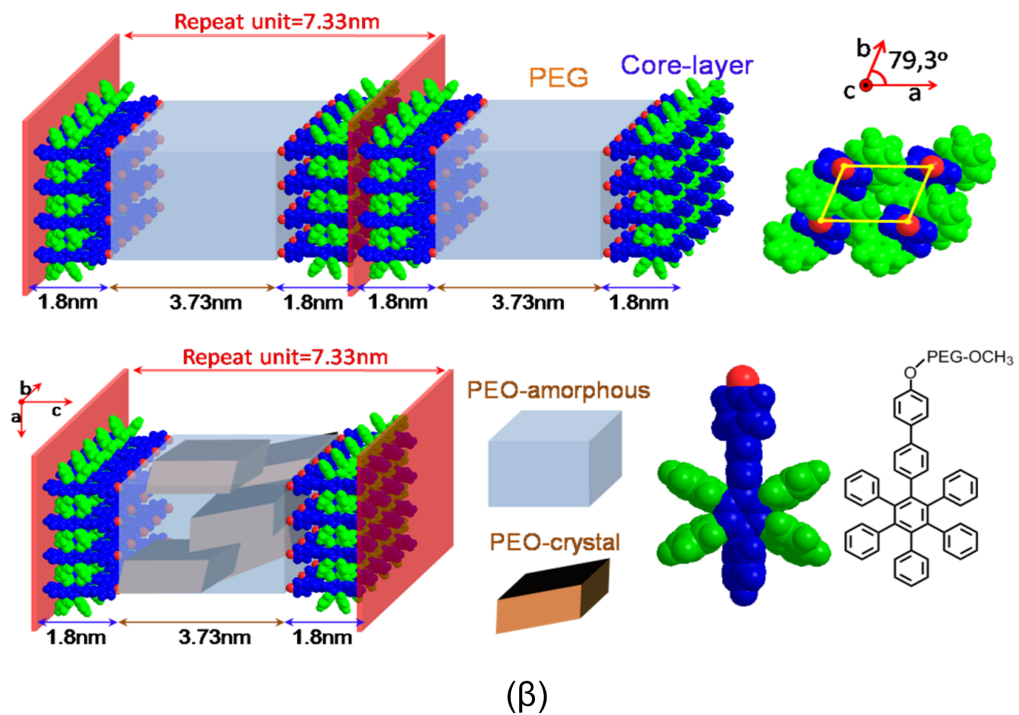 Repeat unit=7.33nm
PEG
Core-layer
b
79,3°
c
a
1.8nm
3.73nm
1.8nm
1.8nm
3.73nm
1.8nm
Repeat unit=7.33nm
b
a
c
PEO-amorphous
PEO-crystal
PEG-OCH3
O
1.8nm
3.73nm
1.8nm
(β)